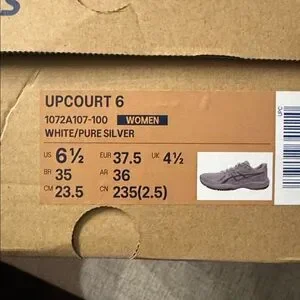 S
UPCOURT 6
1072A107-100 WOMEN
WHITE/PURE SILVER
US 6½ EUR 37.5 UK 4½
BR 35 AR 36
CM 23.5 CN 235(2.5)
UPC